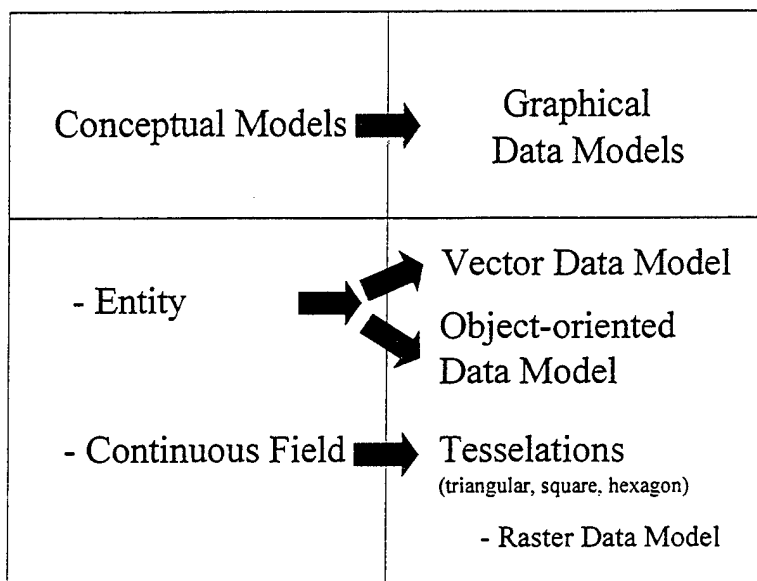 Conceptual Models
Graphical
Data Models
- Entity
Vector Data Model
Object-oriented
Data Model
- Continuous Field
Tesselations
(triangular, square, hexagon)
- Raster Data Model